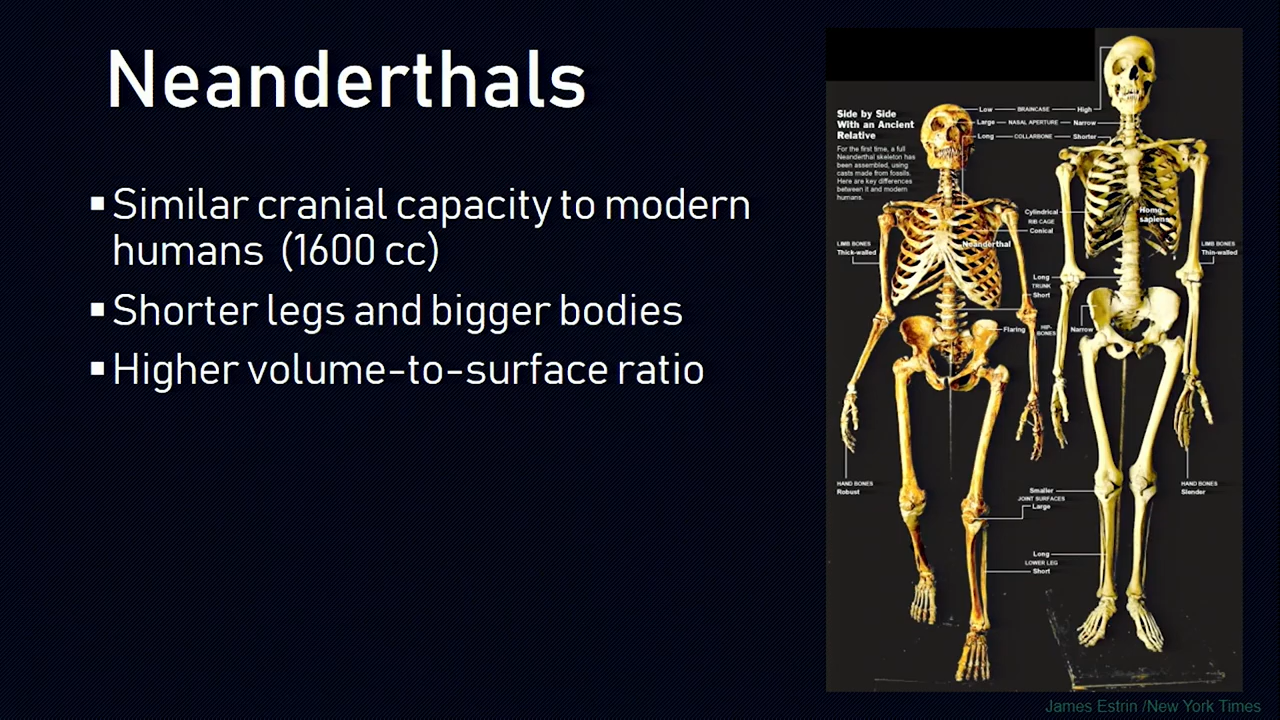 Neanderthals
Similar cranial capacity to modern
humans (1600 cc)
Shorter legs and bigger bodies
Higher volume-to-surface ratio
Side by Side
With an Ancient
Relative
For the first time, a full
Neanderthal skeleton has
been assembled, using
casts made from fossils.
Here are key differences
between it and modern
humans.
Low BRAINCASE High
Large NASAL APERTURE Narrow
Long COLLARBONE Shorter
Cylindrical
RIB CAGE
Conical
Homo
sapiens
Neanderthal
LIMB BONES
Thick-walled
LIMB BONES
Thin-walled
Long
TRUNK
Short
Flaring
HIP-
BONES
Narrow
HAND BONES
Robust
HAND BONES
Slender
Smaller
JOINT SURFACES
Large
Long
LOWER LEG
Short
James Estrin /New York Times